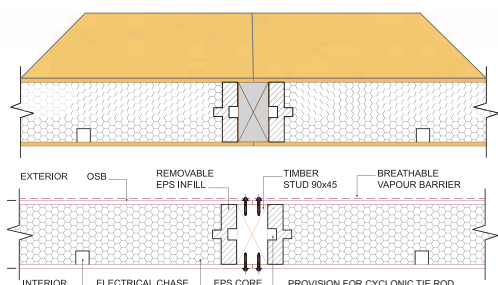 EXTERIOR OSB REMOVABLE EPS INFILL TIMBER STUD 90x45 BREATHABLE VAPOUR BARRIER
INTERIOR ELECTRICAL CHASE EPS CORE PROVISION FOR CYCLONIC TIE ROD